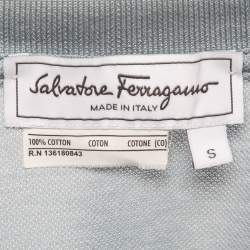 Salvatore Ferragamo
MADE IN ITALY
100% COTTON COTON COTONE (CO)
R.N 136180843
S